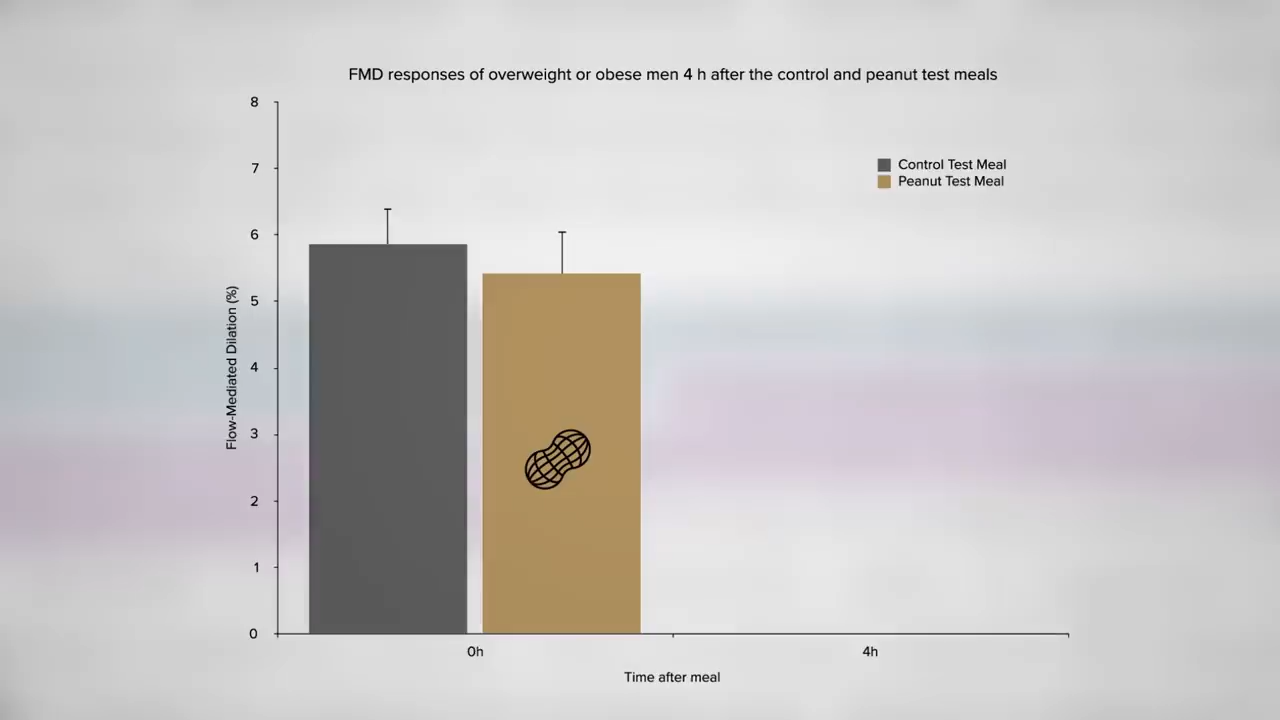 FMD responses of overweight or obese men 4 h after the control and peanut test meals
8
7
6
5
4
3
2
1
0
Flow-Mediated Dilation (%)
Control Test Meal
Peanut Test Meal
0h
4h
Time after meal